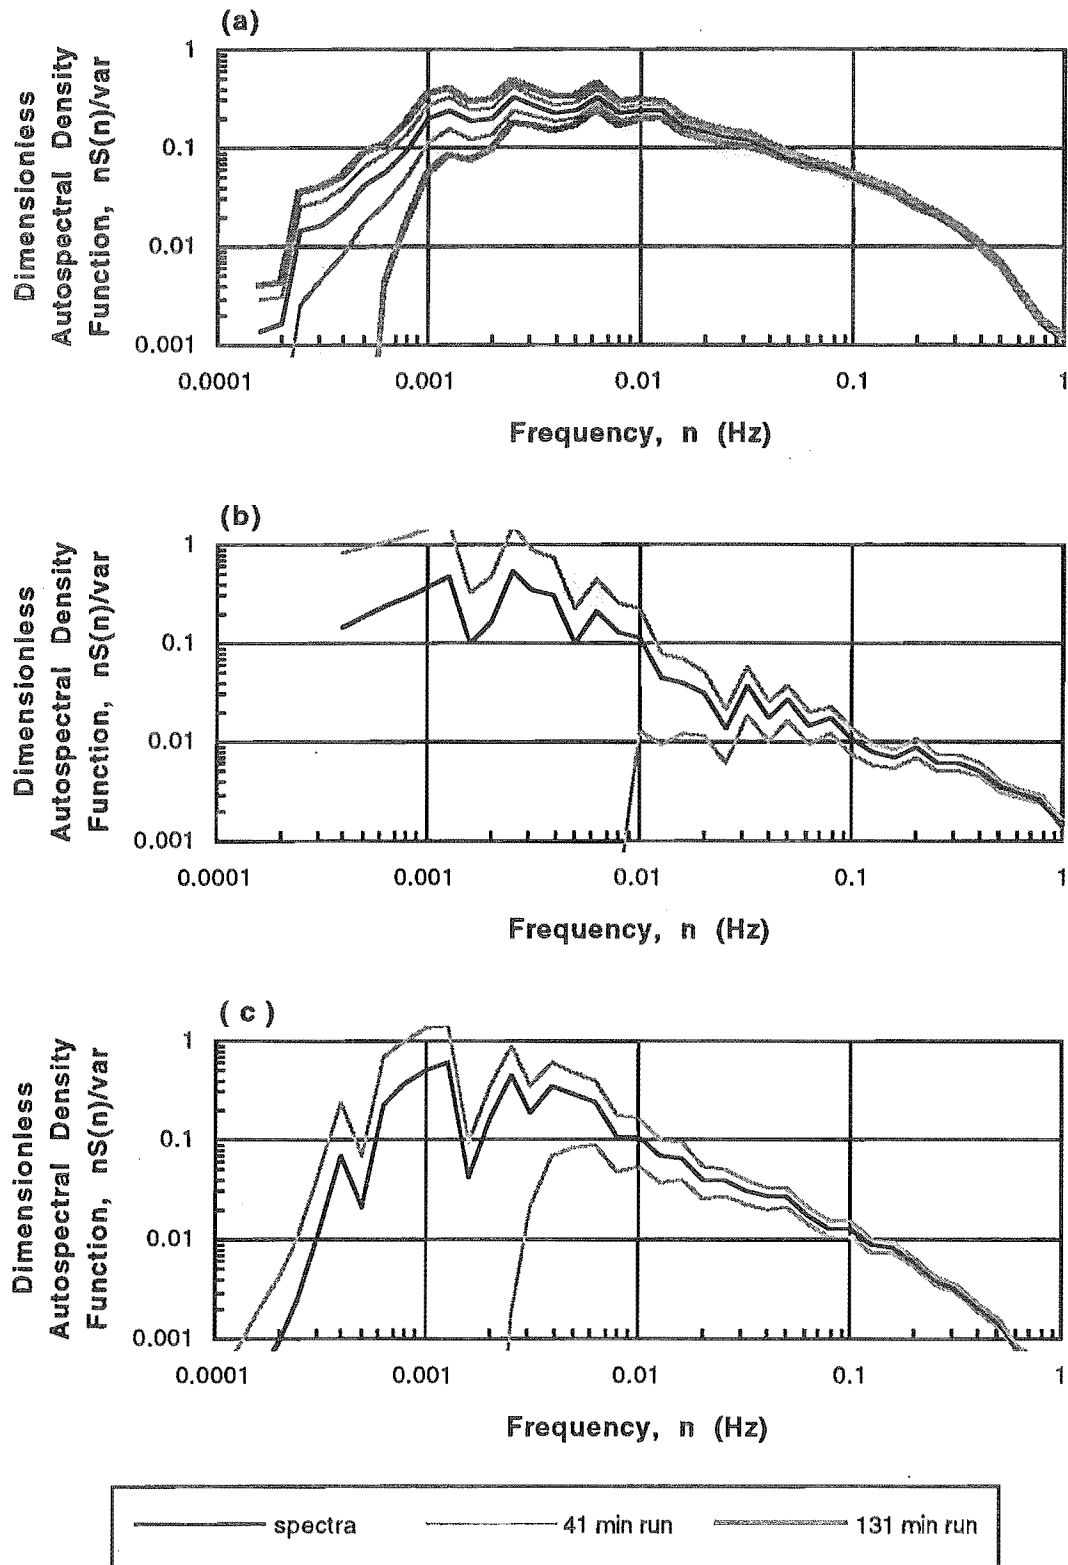 (a)
Dimensionless
Autospectral Density
Function, nS(n)/var
1
0.1
0.01
0.001
0.0001 0.001 0.01 0.1 1
Frequency, n (Hz)
(b)
Dimensionless
Autospectral Density
Function, nS(n)/var
1
0.1
0.01
0.001
0.0001 0.001 0.01 0.1 1
Frequency, n (Hz)
( c )
Dimensionless
Autospectral Density
Function, nS(n)/var
1
0.1
0.01
0.001
0.0001 0.001 0.01 0.1 1
Frequency, n (Hz)
spectra 41 min run 131 min run